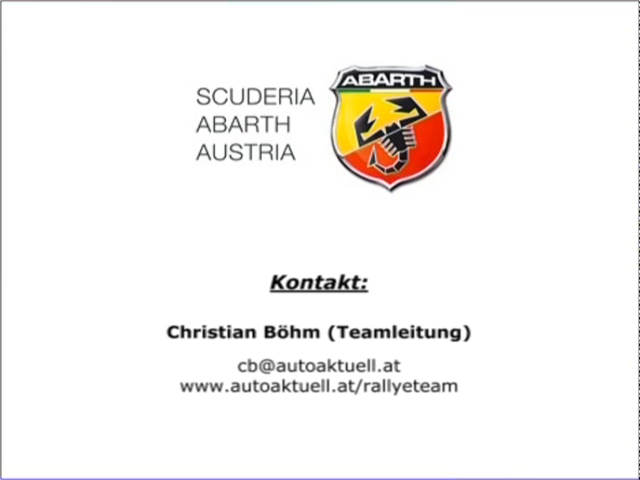 SCUDERIA
ABARTH
AUSTRIA
ABARTH
Kontakt:
Christian Böhm (Teamleitung)
cb@autoaktuell.at
www.autoaktuell.at/rallyeteam